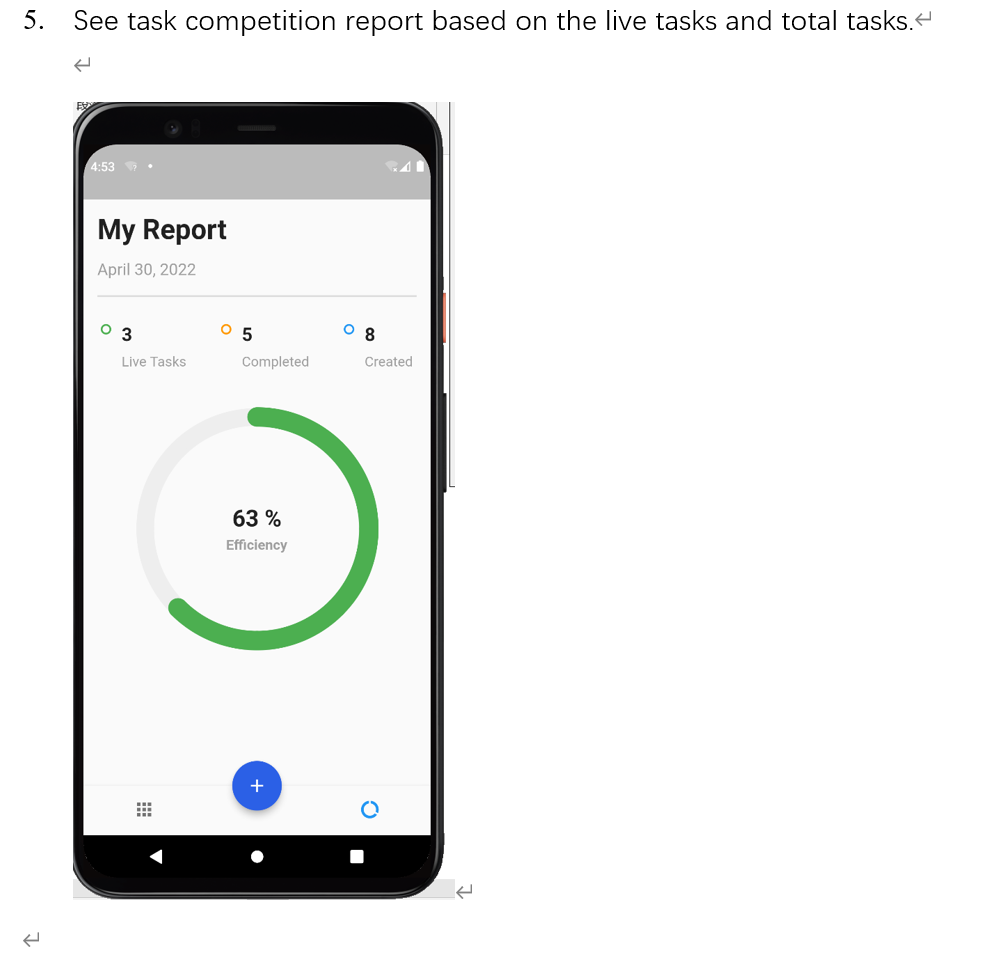 5. See task competition report based on the live tasks and total tasks.
4:53
My Report
April 30, 2022
3 5 8
Live Tasks Completed Created
63 %
Efficiency
+